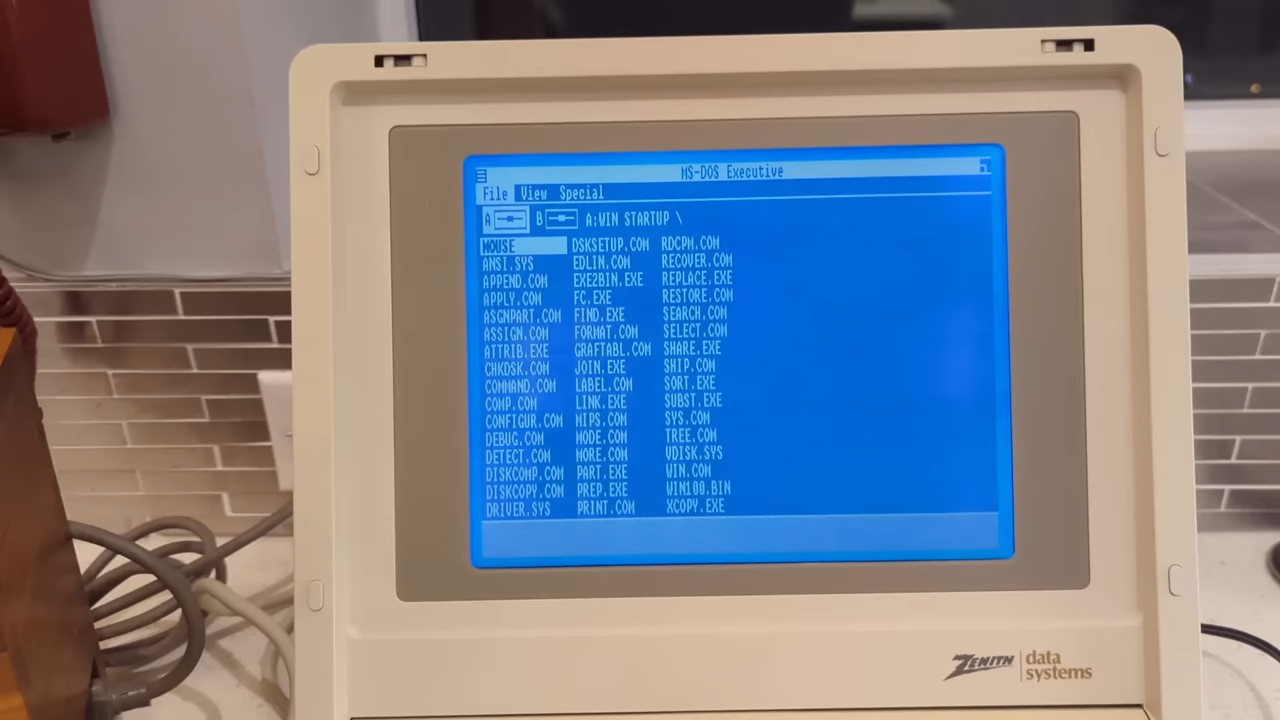 MS-DOS Executive
File View Special
A B A:WIN STARTUP \
MOUSE DSKSETUP.COM RDCPM.COM
ANSI.SYS EDLIN.COM RECOVER.COM
APPEND.COM EXE2BIN.EXE REPLACE.EXE
APPLY.COM FC.EXE RESTORE.COM
ASGNPART.COM FIND.EXE SEARCH.COM
ASSIGN.COM FORMAT.COM SELECT.COM
ATTRIB.EXE GRAFTABL.COM SHARE.EXE
CHKDSK.COM JOIN.EXE SHIP.COM
COMMAND.COM LABEL.COM SORT.EXE
COMP.COM LINK.EXE SUBST.EXE
CONFIGUR.COM MIPS.COM SYS.COM
DEBUG.COM MODE.COM TREE.COM
DETECT.COM MORE.COM VDISK.SYS
DISKCOMP.COM PART.EXE WIN.COM
DISKCOPY.COM PREP.EXE WIN100.BIN
DRIVER.SYS PRINT.COM XCOPY.EXE
ZENITH data
systems